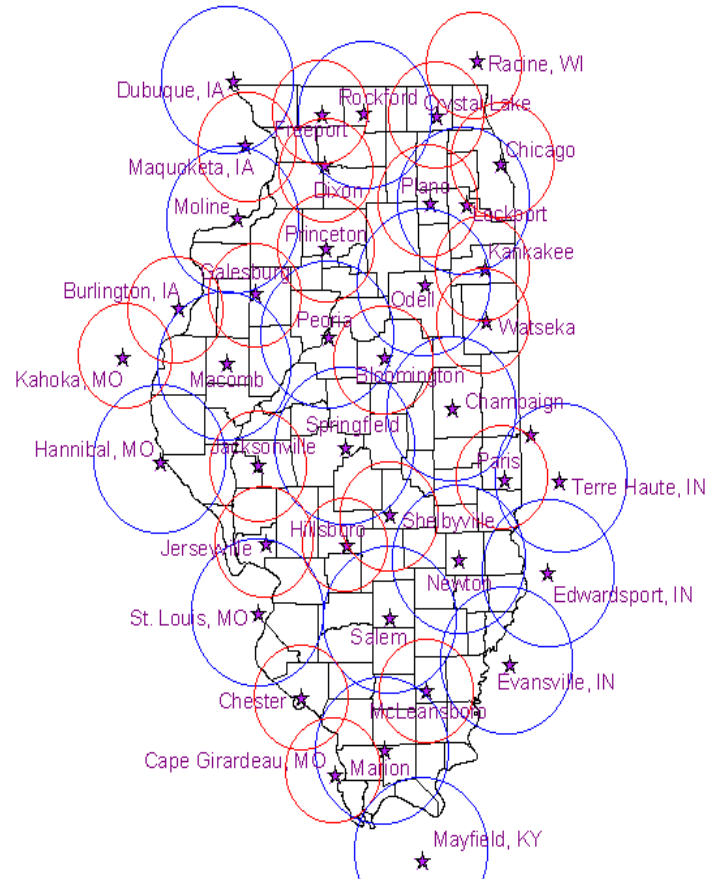 Racine, WI
Dubuque, IA
Rockford
Crystal Lake
Freeport
Chicago
Maquoketa, IA
Dixon
Plano
Moline
Lockport
Princeton
Kankakee
Galesburg
Odell
Burlington, IA
Peoria
Watseka
Kahoka, MO
Macomb
Bloomington
Champaign
Springfield
Hannibal, MO
Jacksonville
Paris
Terre Haute, IN
Shelbyville
Hillsboro
Jerseyville
Newton
Edwardsport, IN
St. Louis, MO
Salem
Evansville, IN
Chester
McLeansboro
Cape Girardeau, MO
Marion
Mayfield, KY